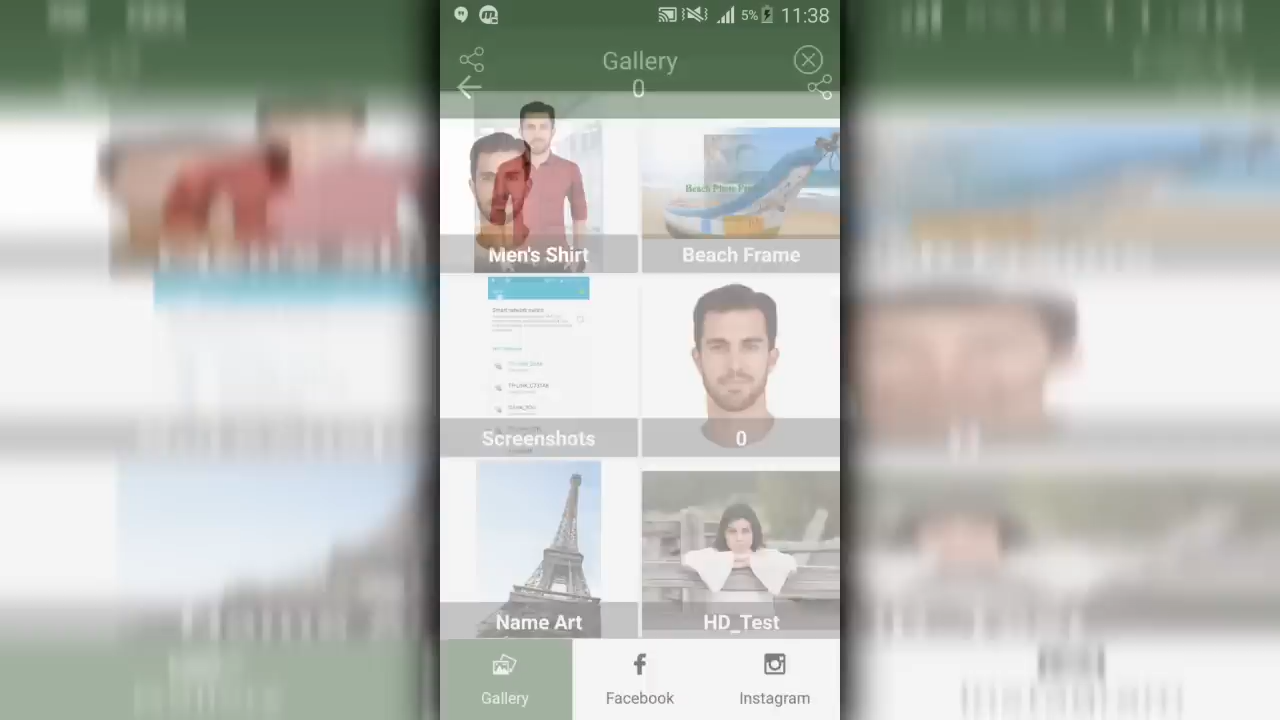 5% 11:38
Gallery
0
Men's Shirt
Beach Frame
Screenshots
0
Name Art
HD_Test
Gallery
Facebook
Instagram